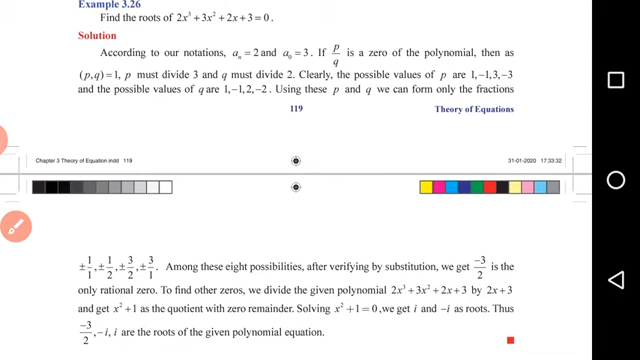 Example 3.26
Find the roots of 2x³ + 3x² + 2x + 3 = 0 .
Solution
According to our notations, aₙ = 2 and a₀ = 3. If p/q is a zero of the polynomial, then as
(p, q) = 1, p must divide 3 and q must divide 2. Clearly, the possible values of p are 1, −1, 3, −3
and the possible values of q are 1, −1, 2, −2 . Using these p and q we can form only the fractions
119 Theory of Equations
Chapter 3 Theory of Equation.indd 119 31-01-2020 17:33:32
±1/1, ±1/2, ±3/2, ±3/1. Among these eight possibilities, after verifying by substitution, we get −3/2 is the
only rational zero. To find other zeros, we divide the given polynomial 2x³ + 3x² + 2x + 3 by 2x + 3
and get x² + 1 as the quotient with zero remainder. Solving x² + 1 = 0, we get i and −i as roots. Thus
−3/2, −i, i are the roots of the given polynomial equation.